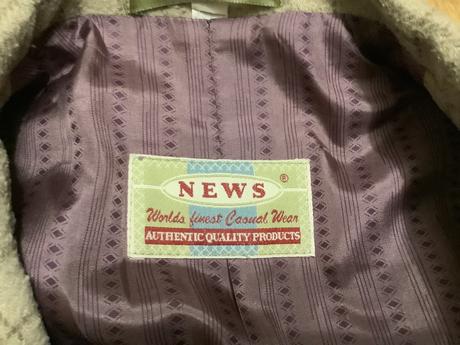 NEWS ®
Worlds finest Casual Wear
AUTHENTIC QUALITY PRODUCTS